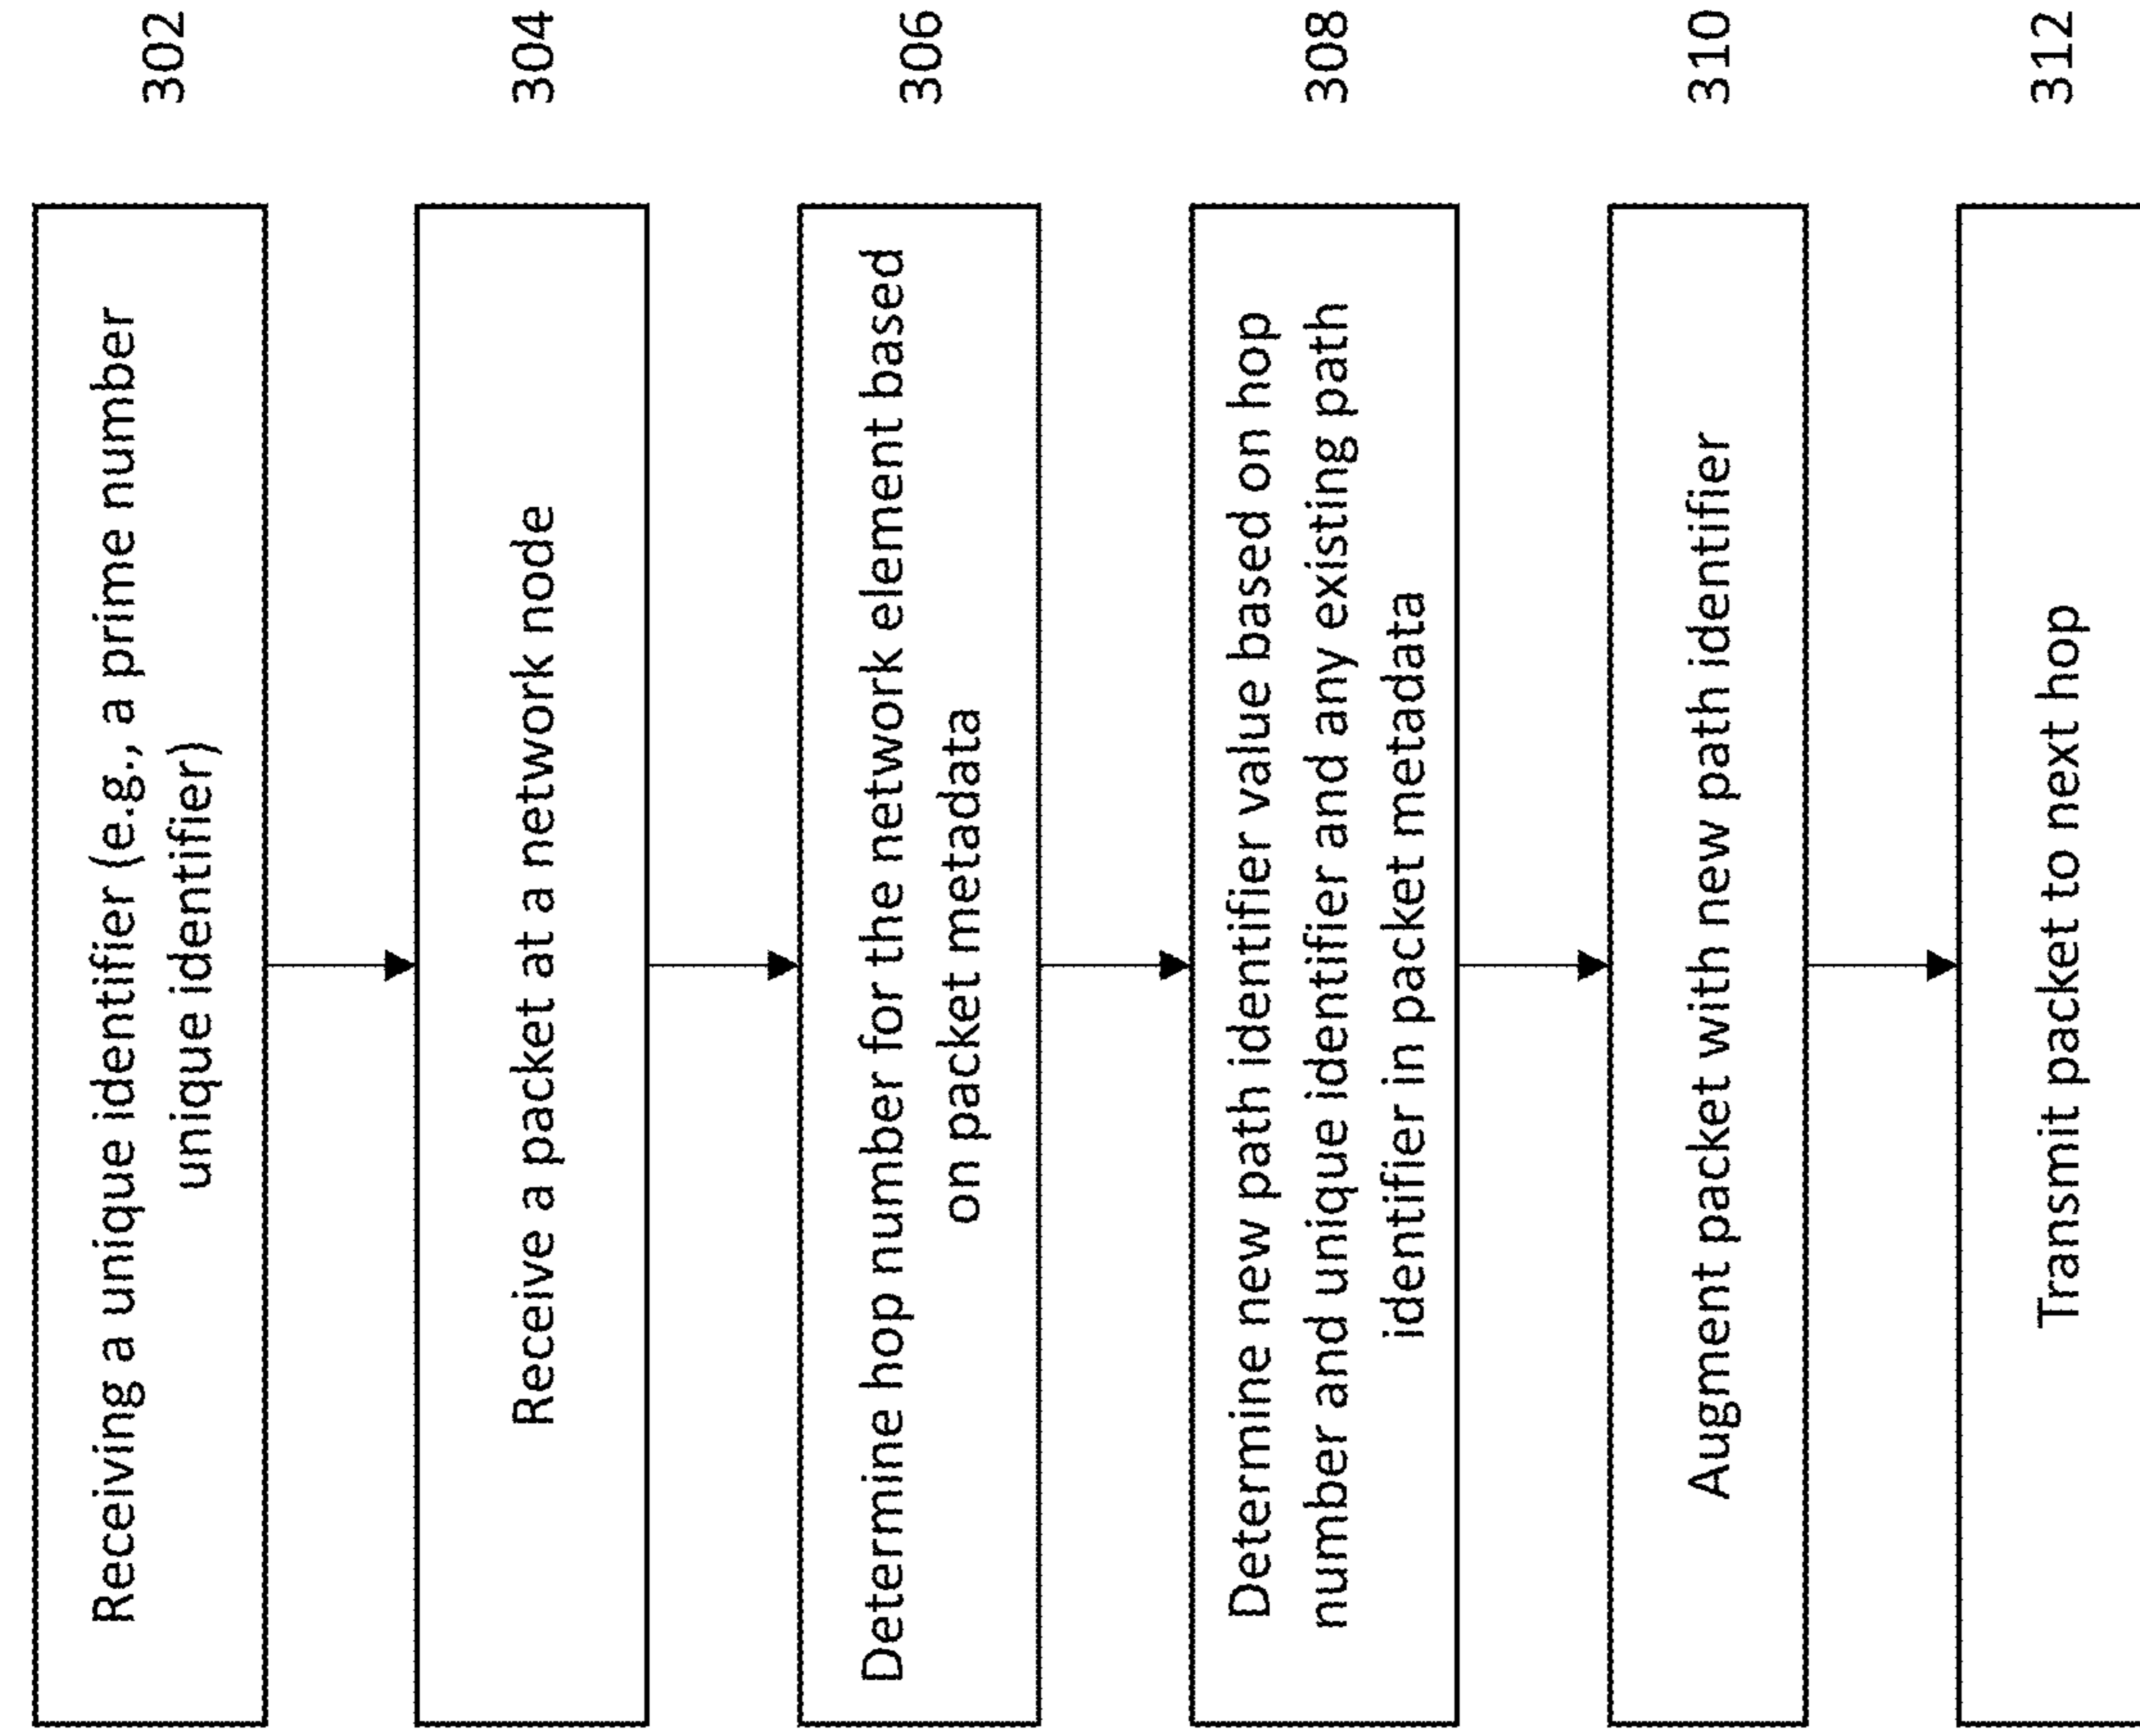 Receiving a unique identifier (e.g., a prime number
unique identifier)
302
Receive a packet at a network node
304
Determine hop number for the network element based
on packet metadata
306
Determine new path identifier value based on hop
number and unique identifier and any existing path
identifier in packet metadata
308
Augment packet with new path identifier
310
Transmit packet to next hop
312